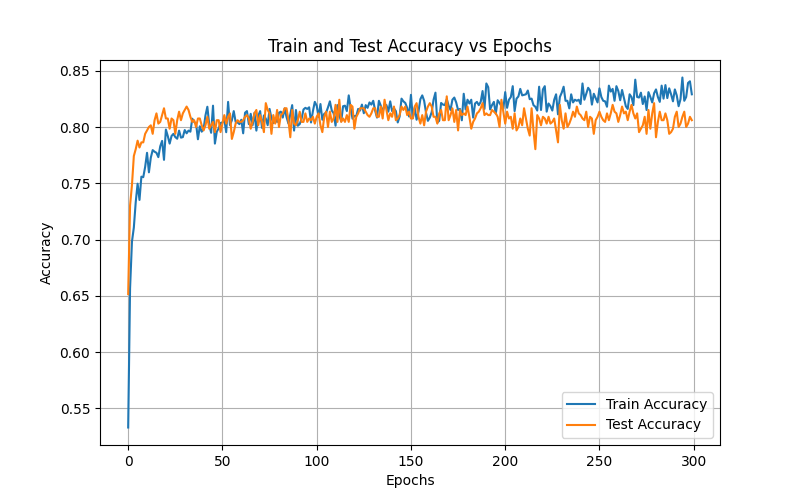 Train and Test Accuracy vs Epochs
0.85
0.80
0.75
0.70
0.65
0.60
0.55
Accuracy
0 50 100 150 200 250 300
Epochs
Train Accuracy
Test Accuracy